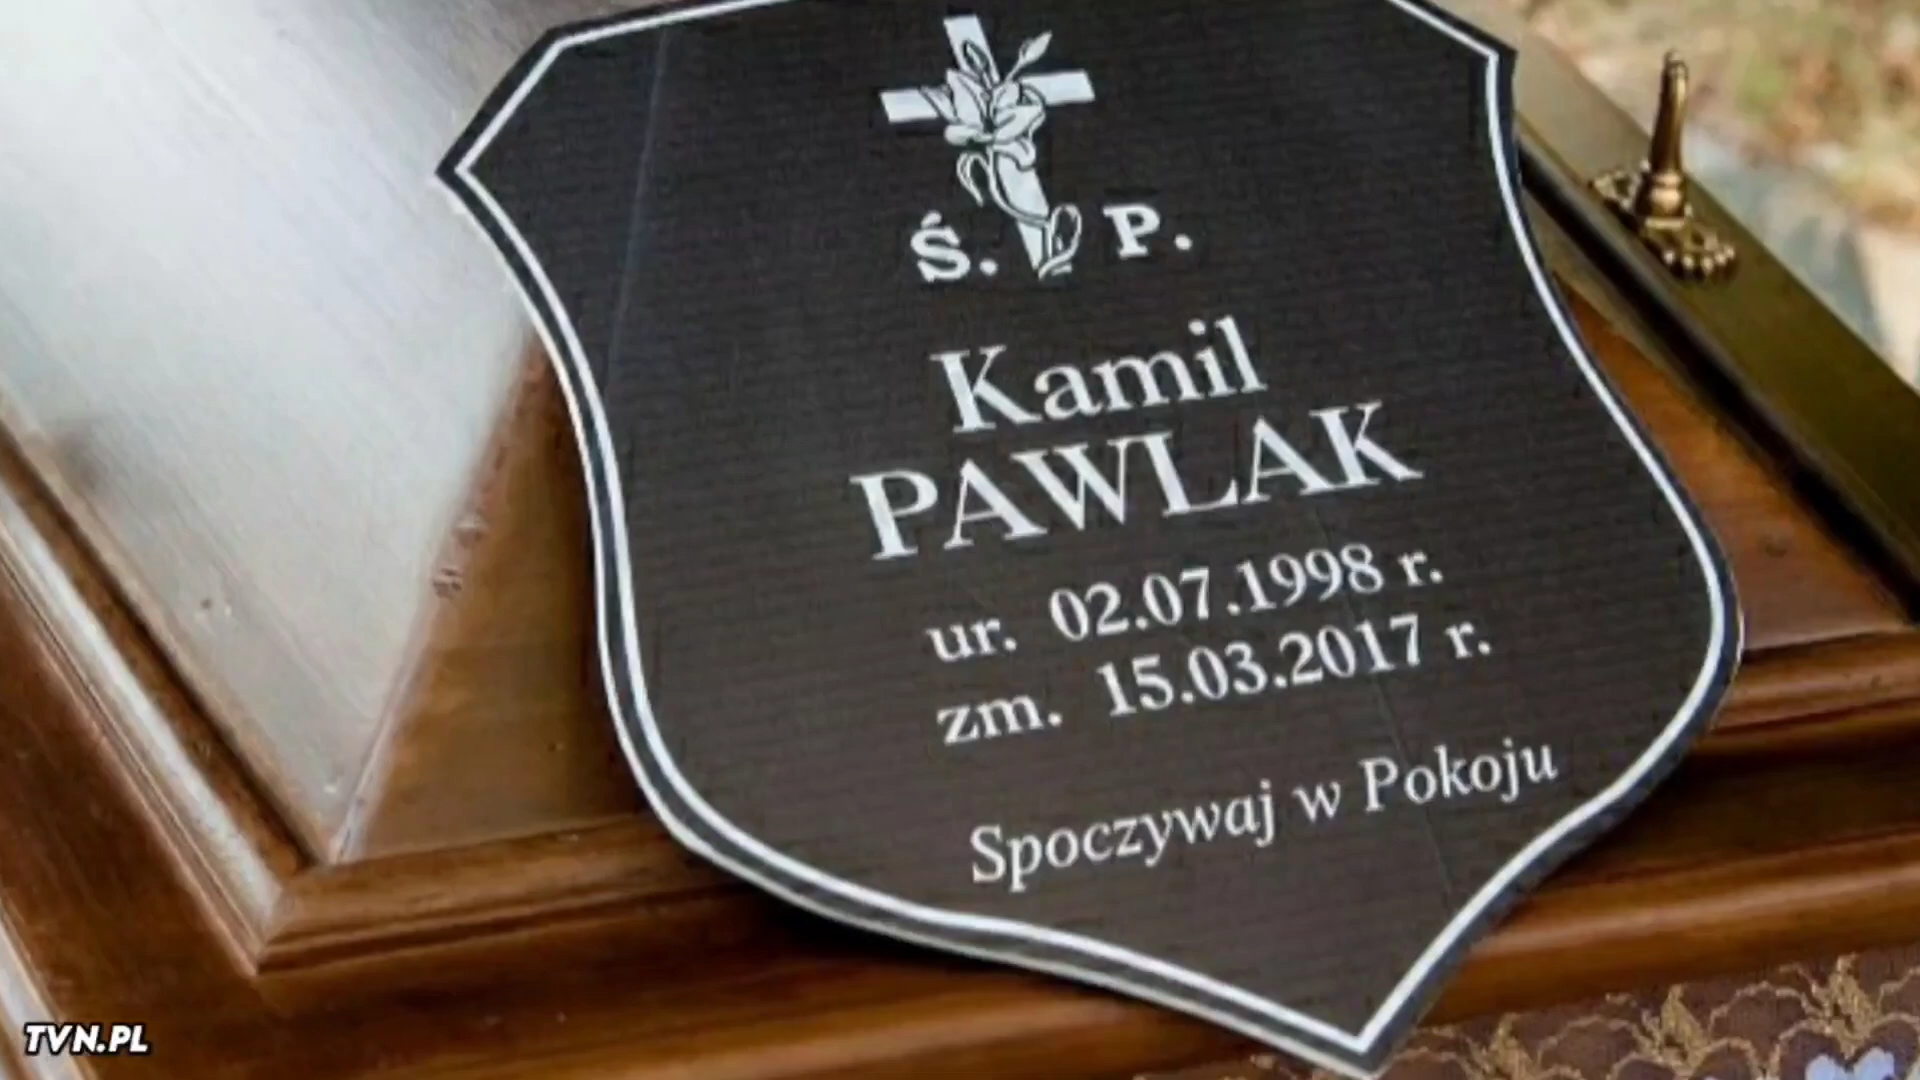 Ś. P.
Kamil
PAWLAK
ur. 02.07.1998 r.
zm. 15.03.2017 r.
Spoczywaj w Pokoju
TVN.PL